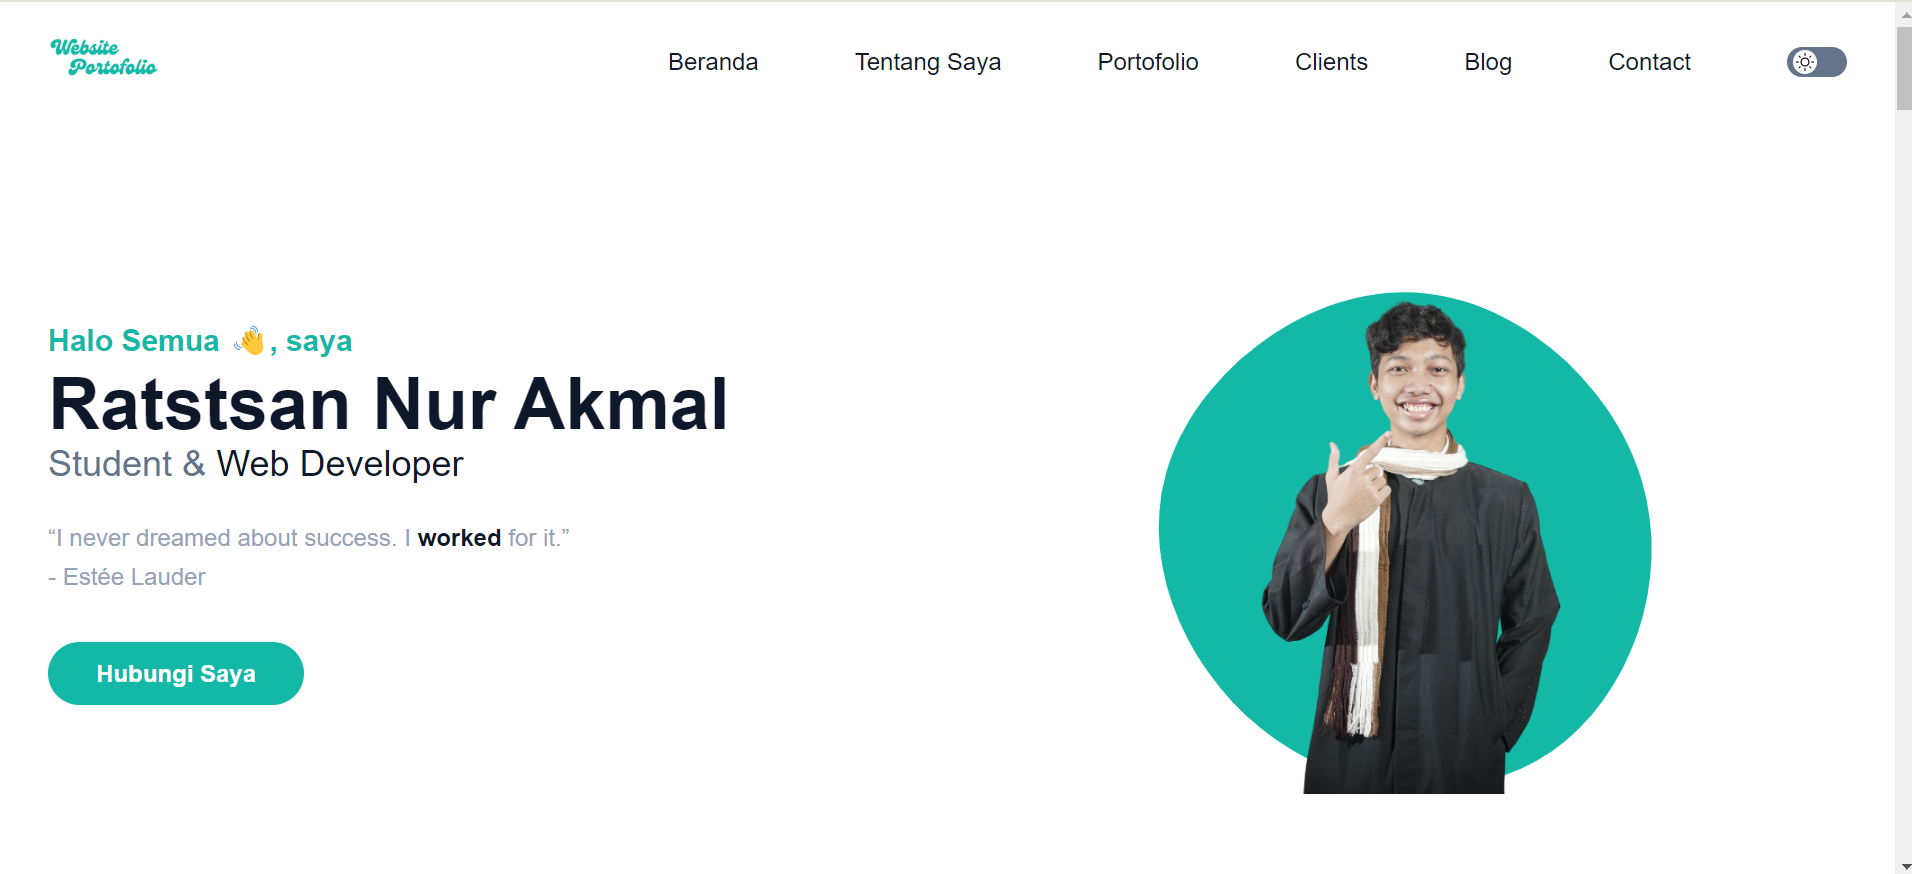 Website
Portofolio
Beranda
Tentang Saya
Portofolio
Clients
Blog
Contact
Halo Semua 👋, saya
Ratstsan Nur Akmal
Student & Web Developer
“I never dreamed about success. I worked for it.”
- Estée Lauder
Hubungi Saya